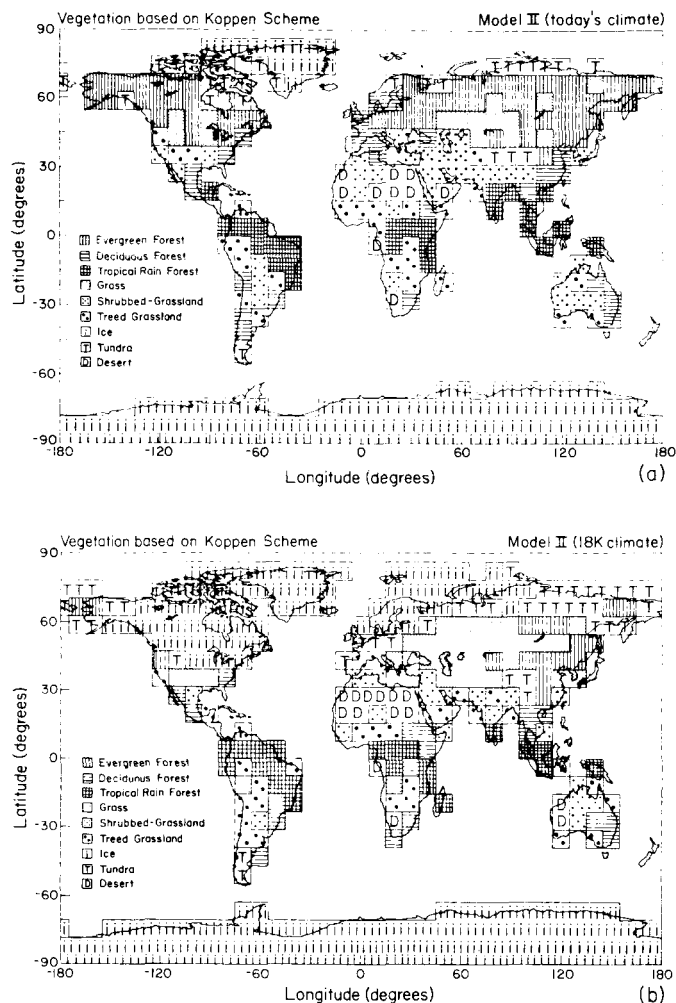 Vegetation based on Koppen Scheme Model II (today's climate)
90
60
30
0
-30
-60
-90
Latitude (degrees)
Evergreen Forest
Deciduous Forest
Tropical Rain Forest
Grass
Shrubbed-Grassland
Treed Grassland
i Ice
T Tundra
D Desert
T
T
T
T T T
D D D D
D D D D D
D
D
T
-180 -120 -60 0 60 120 180
Longitude (degrees)
(a)
Vegetation based on Koppen Scheme Model II (18K climate)
90
60
30
0
-30
-60
-90
Latitude (degrees)
Evergreen Forest
Decidunus Forest
Tropical Rain Forest
Grass
Shrubbed-Grassland
Treed Grassland
i Ice
T Tundra
D Desert
-180 -120 -60 0 60 120 180
Longitude (degrees)
(b)